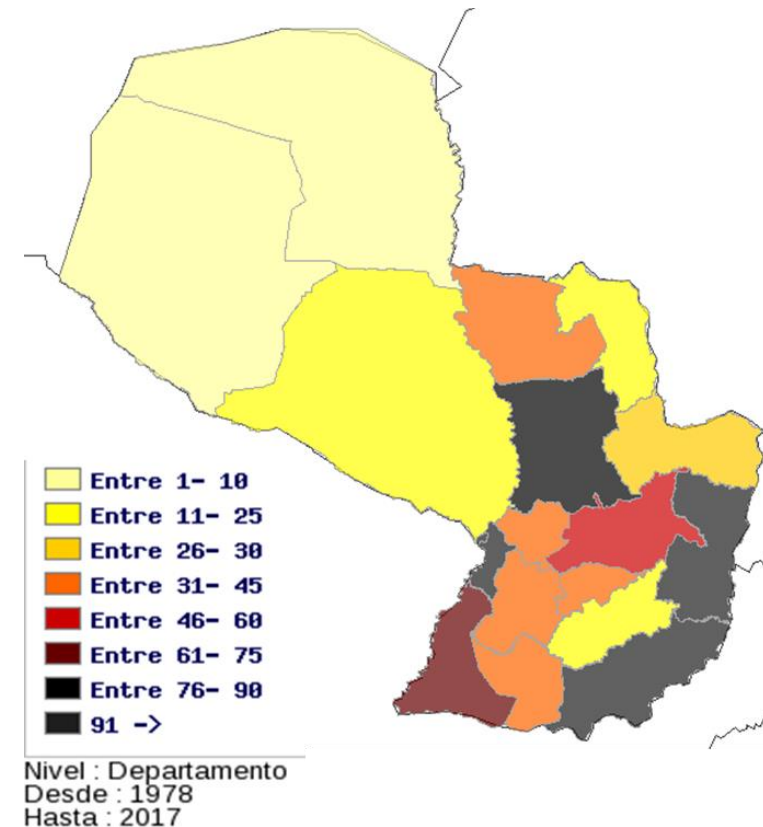 Entre 1- 10
Entre 11- 25
Entre 26- 30
Entre 31- 45
Entre 46- 60
Entre 61- 75
Entre 76- 90
91 ->
Nivel : Departamento
Desde : 1978
Hasta : 2017